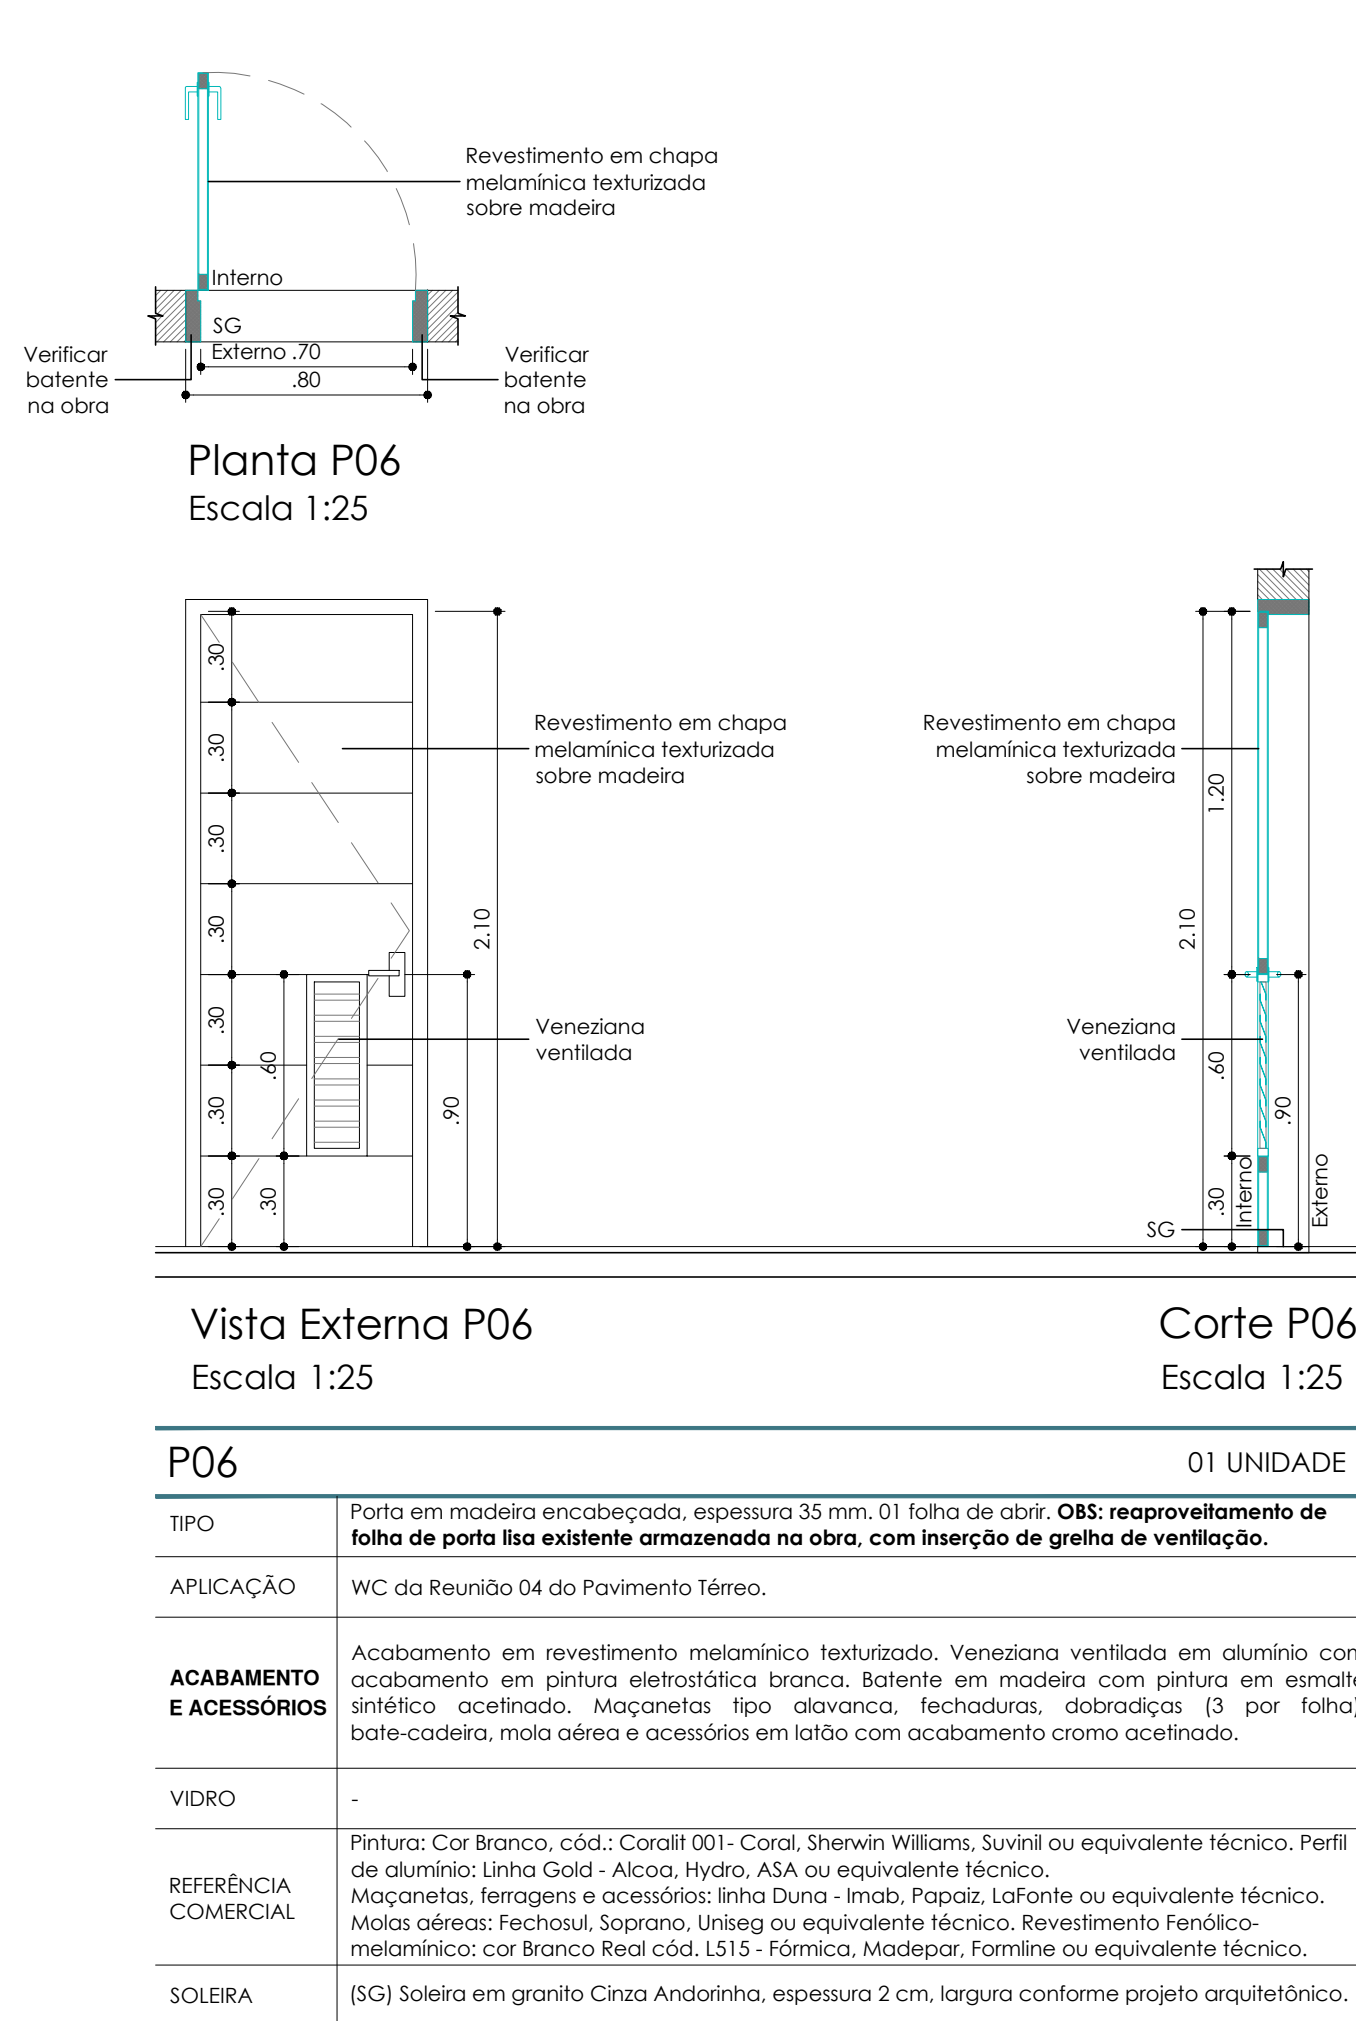 Revestimento em chapa
melamínica texturizada
sobre madeira
Interno
SG
Externo .70
.80
Verificar
batente
na obra
Verificar
batente
na obra
Planta P06
Escala 1:25
.30
.30
.30
.30
.30
.30
.30
.60
.30
2.10
.90
Revestimento em chapa
melamínica texturizada
sobre madeira
Veneziana
ventilada
Revestimento em chapa
melamínica texturizada
sobre madeira
Veneziana
ventilada
2.10
1.20
.60
.30
.90
Interno
Externo
SG
Vista Externa P06
Escala 1:25
Corte P06
Escala 1:25
P06
01 UNIDADE
TIPO
Porta em madeira encabeçada, espessura 35 mm. 01 folha de abrir. OBS: reaproveitamento de
folha de porta lisa existente armazenada na obra, com inserção de grelha de ventilação.
APLICAÇÃO
WC da Reunião 04 do Pavimento Térreo.
ACABAMENTO
E ACESSÓRIOS
Acabamento em revestimento melamínico texturizado. Veneziana ventilada em alumínio com
acabamento em pintura eletrostática branca. Batente em madeira com pintura em esmalte
sintético acetinado. Maçanetas tipo alavanca, fechaduras, dobradiças (3 por folha)
bate-cadeira, mola aérea e acessórios em latão com acabamento cromo acetinado.
VIDRO
-
REFERÊNCIA
COMERCIAL
Pintura: Cor Branco, cód.: Coralit 001- Coral, Sherwin Williams, Suvinil ou equivalente técnico. Perfil
de alumínio: Linha Gold - Alcoa, Hydro, ASA ou equivalente técnico.
Maçanetas, ferragens e acessórios: linha Duna - Imab, Papaiz, LaFonte ou equivalente técnico.
Molas aéreas: Fechosul, Soprano, Uniseg ou equivalente técnico. Revestimento Fenólico-
melamínico: cor Branco Real cód. L515 - Fórmica, Madepar, Formline ou equivalente técnico.
SOLEIRA
(SG) Soleira em granito Cinza Andorinha, espessura 2 cm, largura conforme projeto arquitetônico.